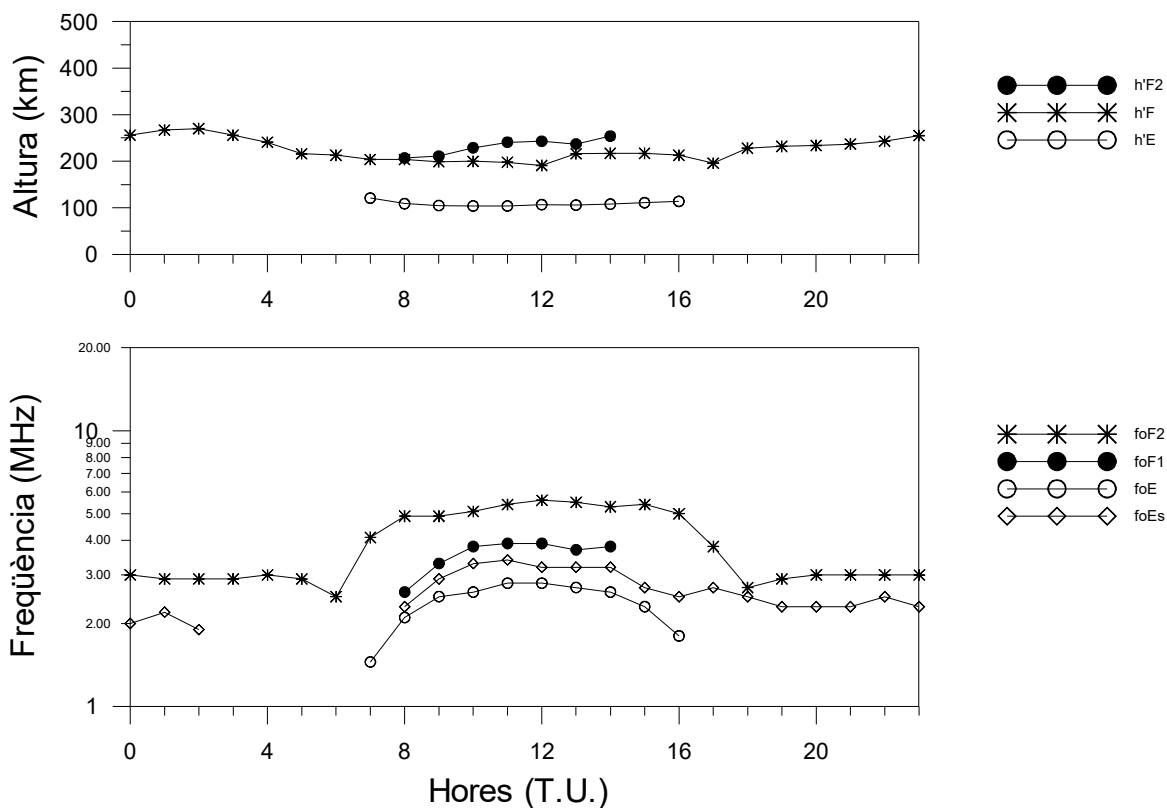 Altura (km)
500
400
300
200
100
0
0 4 8 12 16 20
h'F2
h'F
h'E
Freqüència (MHz)
20.00
10
9.00
8.00
7.00
6.00
5.00
4.00
3.00
2.00
1
0 4 8 12 16 20
Hores (T.U.)
foF2
foF1
foE
foEs